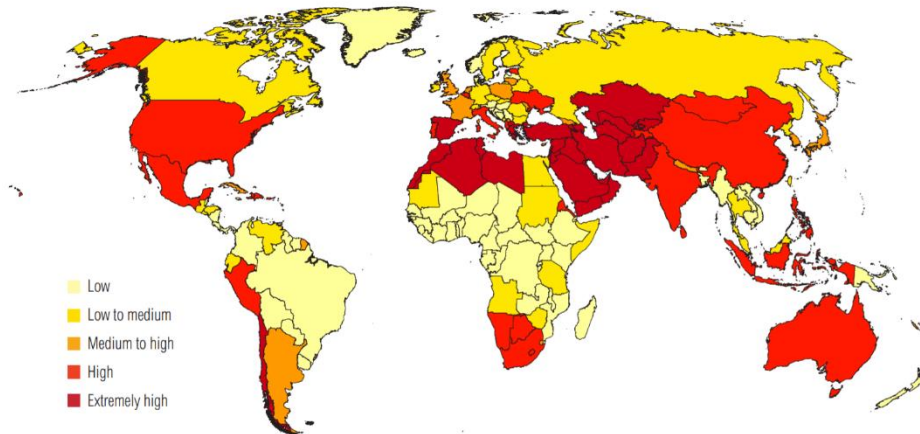 Low
Low to medium
Medium to high
High
Extremely high